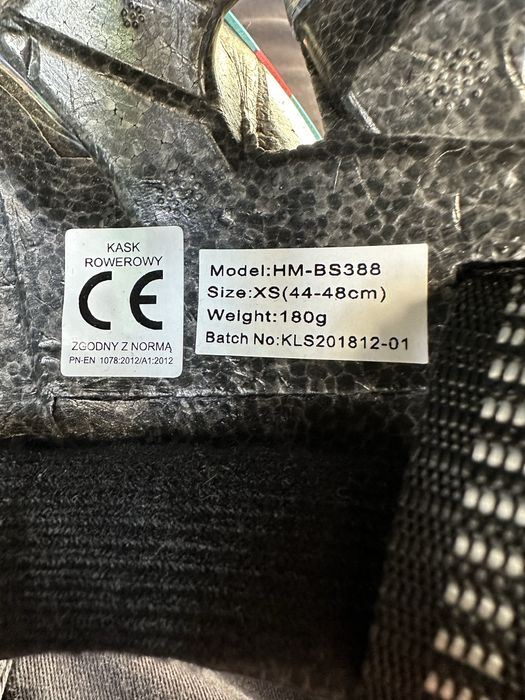 KASK
ROWEROWY
CE
ZGODNY Z NORMĄ
PN-EN 1078:2012/A1:2012
Model:HM-BS388
Size:XS(44-48cm)
Weight:180g
Batch No:KLS201812-01